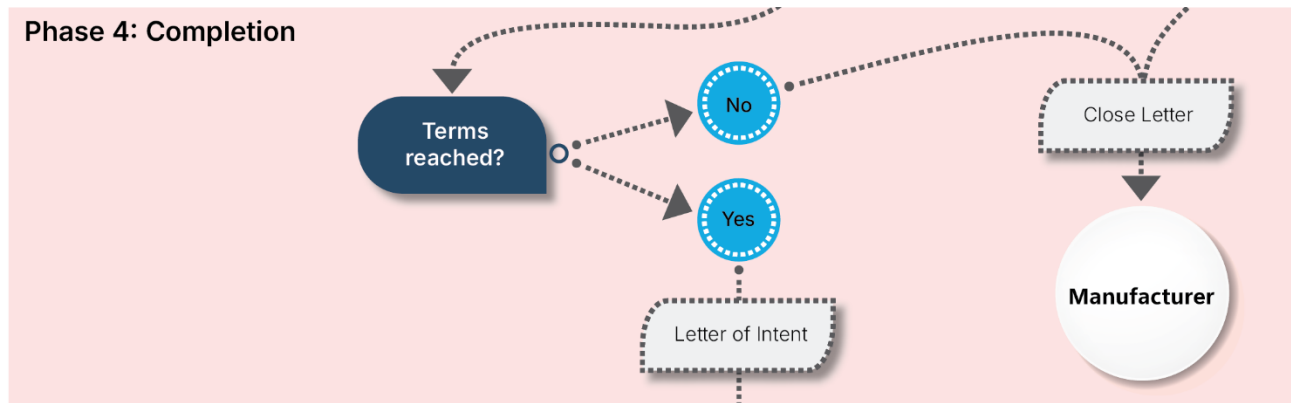 Phase 4: Completion
Terms
reached?
No
Yes
Letter of Intent
Close Letter
Manufacturer